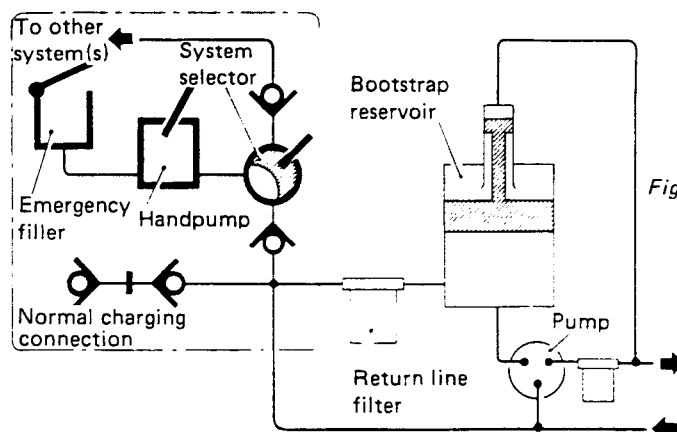 To other
system(s)
System
selector
Bootstrap
reservoir
Fig
Emergency
filler
Handpump
Normal charging
connection
Return line
filter
Pump